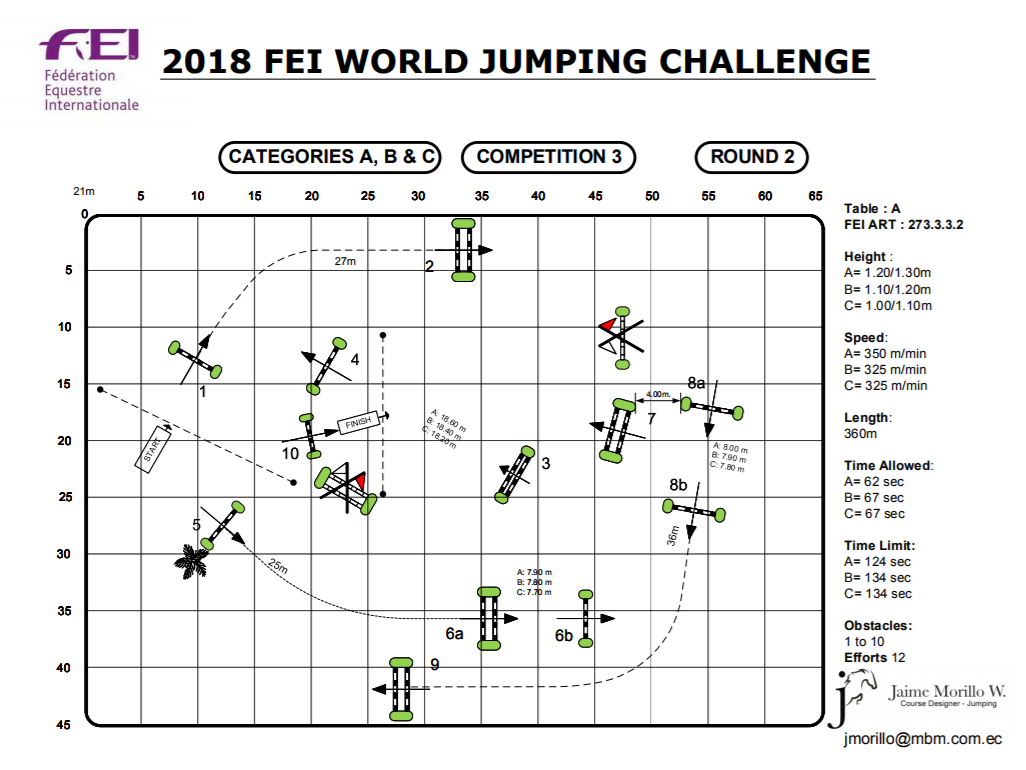 FEI
Fédération
Equestre
Internationale
2018 FEI WORLD JUMPING CHALLENGE
CATEGORIES A, B & C
COMPETITION 3
ROUND 2
21m
5 10 15 20 25 30 35 40 45 50 55 60 65
0
5
10
15
20
25
30
35
40
45
27m
2
1
4
START
FINISH
10
A: 18.60 m
B: 18.40 m
C: 18.20 m
3
4.00m.
7
8a
A: 8.00 m
B: 7.90 m
C: 7.80 m
8b
36m
5
25m
A: 7.90 m
B: 7.80 m
C: 7.70 m
6a
6b
9
Table : A
FEI ART : 273.3.3.2
Height :
A= 1.20/1.30m
B= 1.10/1.20m
C= 1.00/1.10m
Speed:
A= 350 m/min
B= 325 m/min
C= 325 m/min
Length:
360m
Time Allowed:
A= 62 sec
B= 67 sec
C= 67 sec
Time Limit:
A= 124 sec
B= 134 sec
C= 134 sec
Obstacles:
1 to 10
Efforts 12
j
Jaime Morillo W.
Course Designer - Jumping
jmorillo@mbm.com.ec